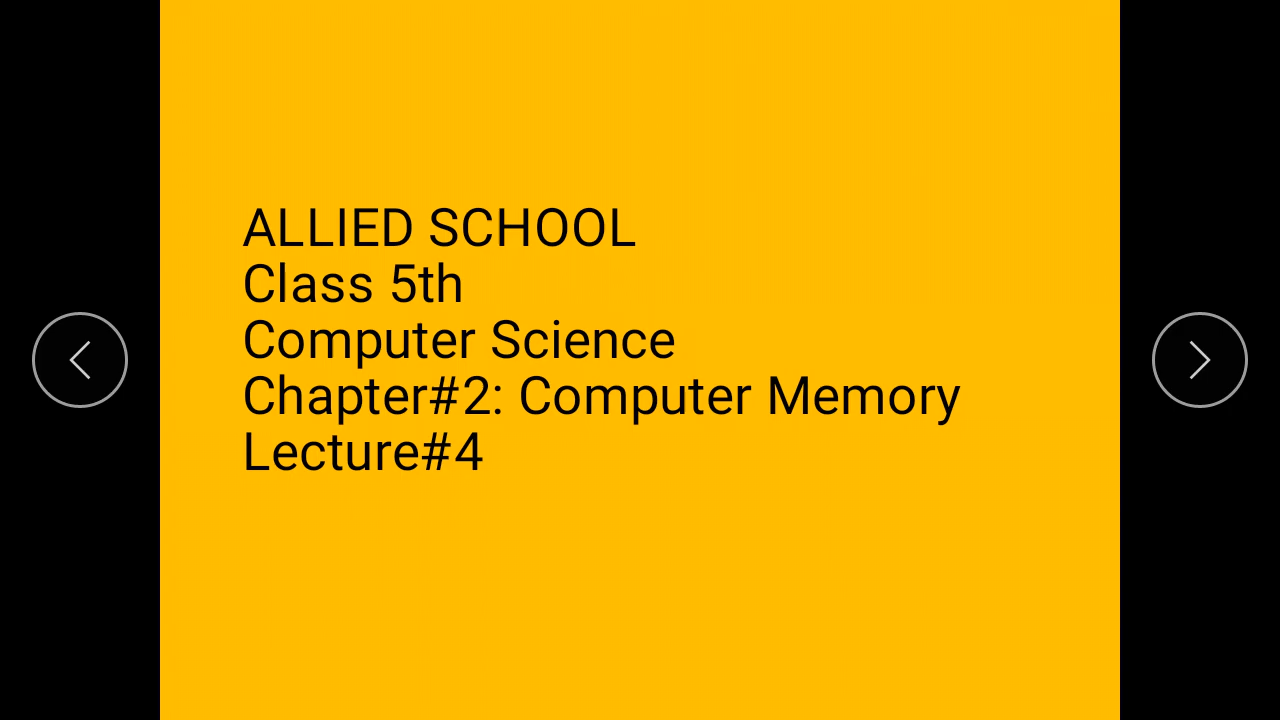 ALLIED SCHOOL
Class 5th
Computer Science
Chapter#2: Computer Memory
Lecture#4